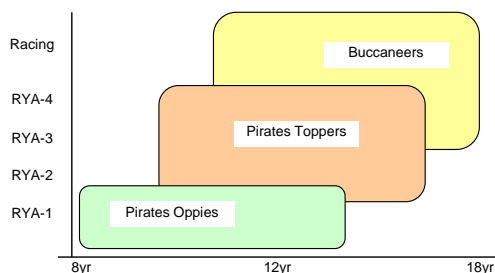 Racing
Buccaneers
RYA-4
Pirates Toppers
RYA-3
RYA-2
RYA-1
Pirates Oppies
8yr
12yr
18yr